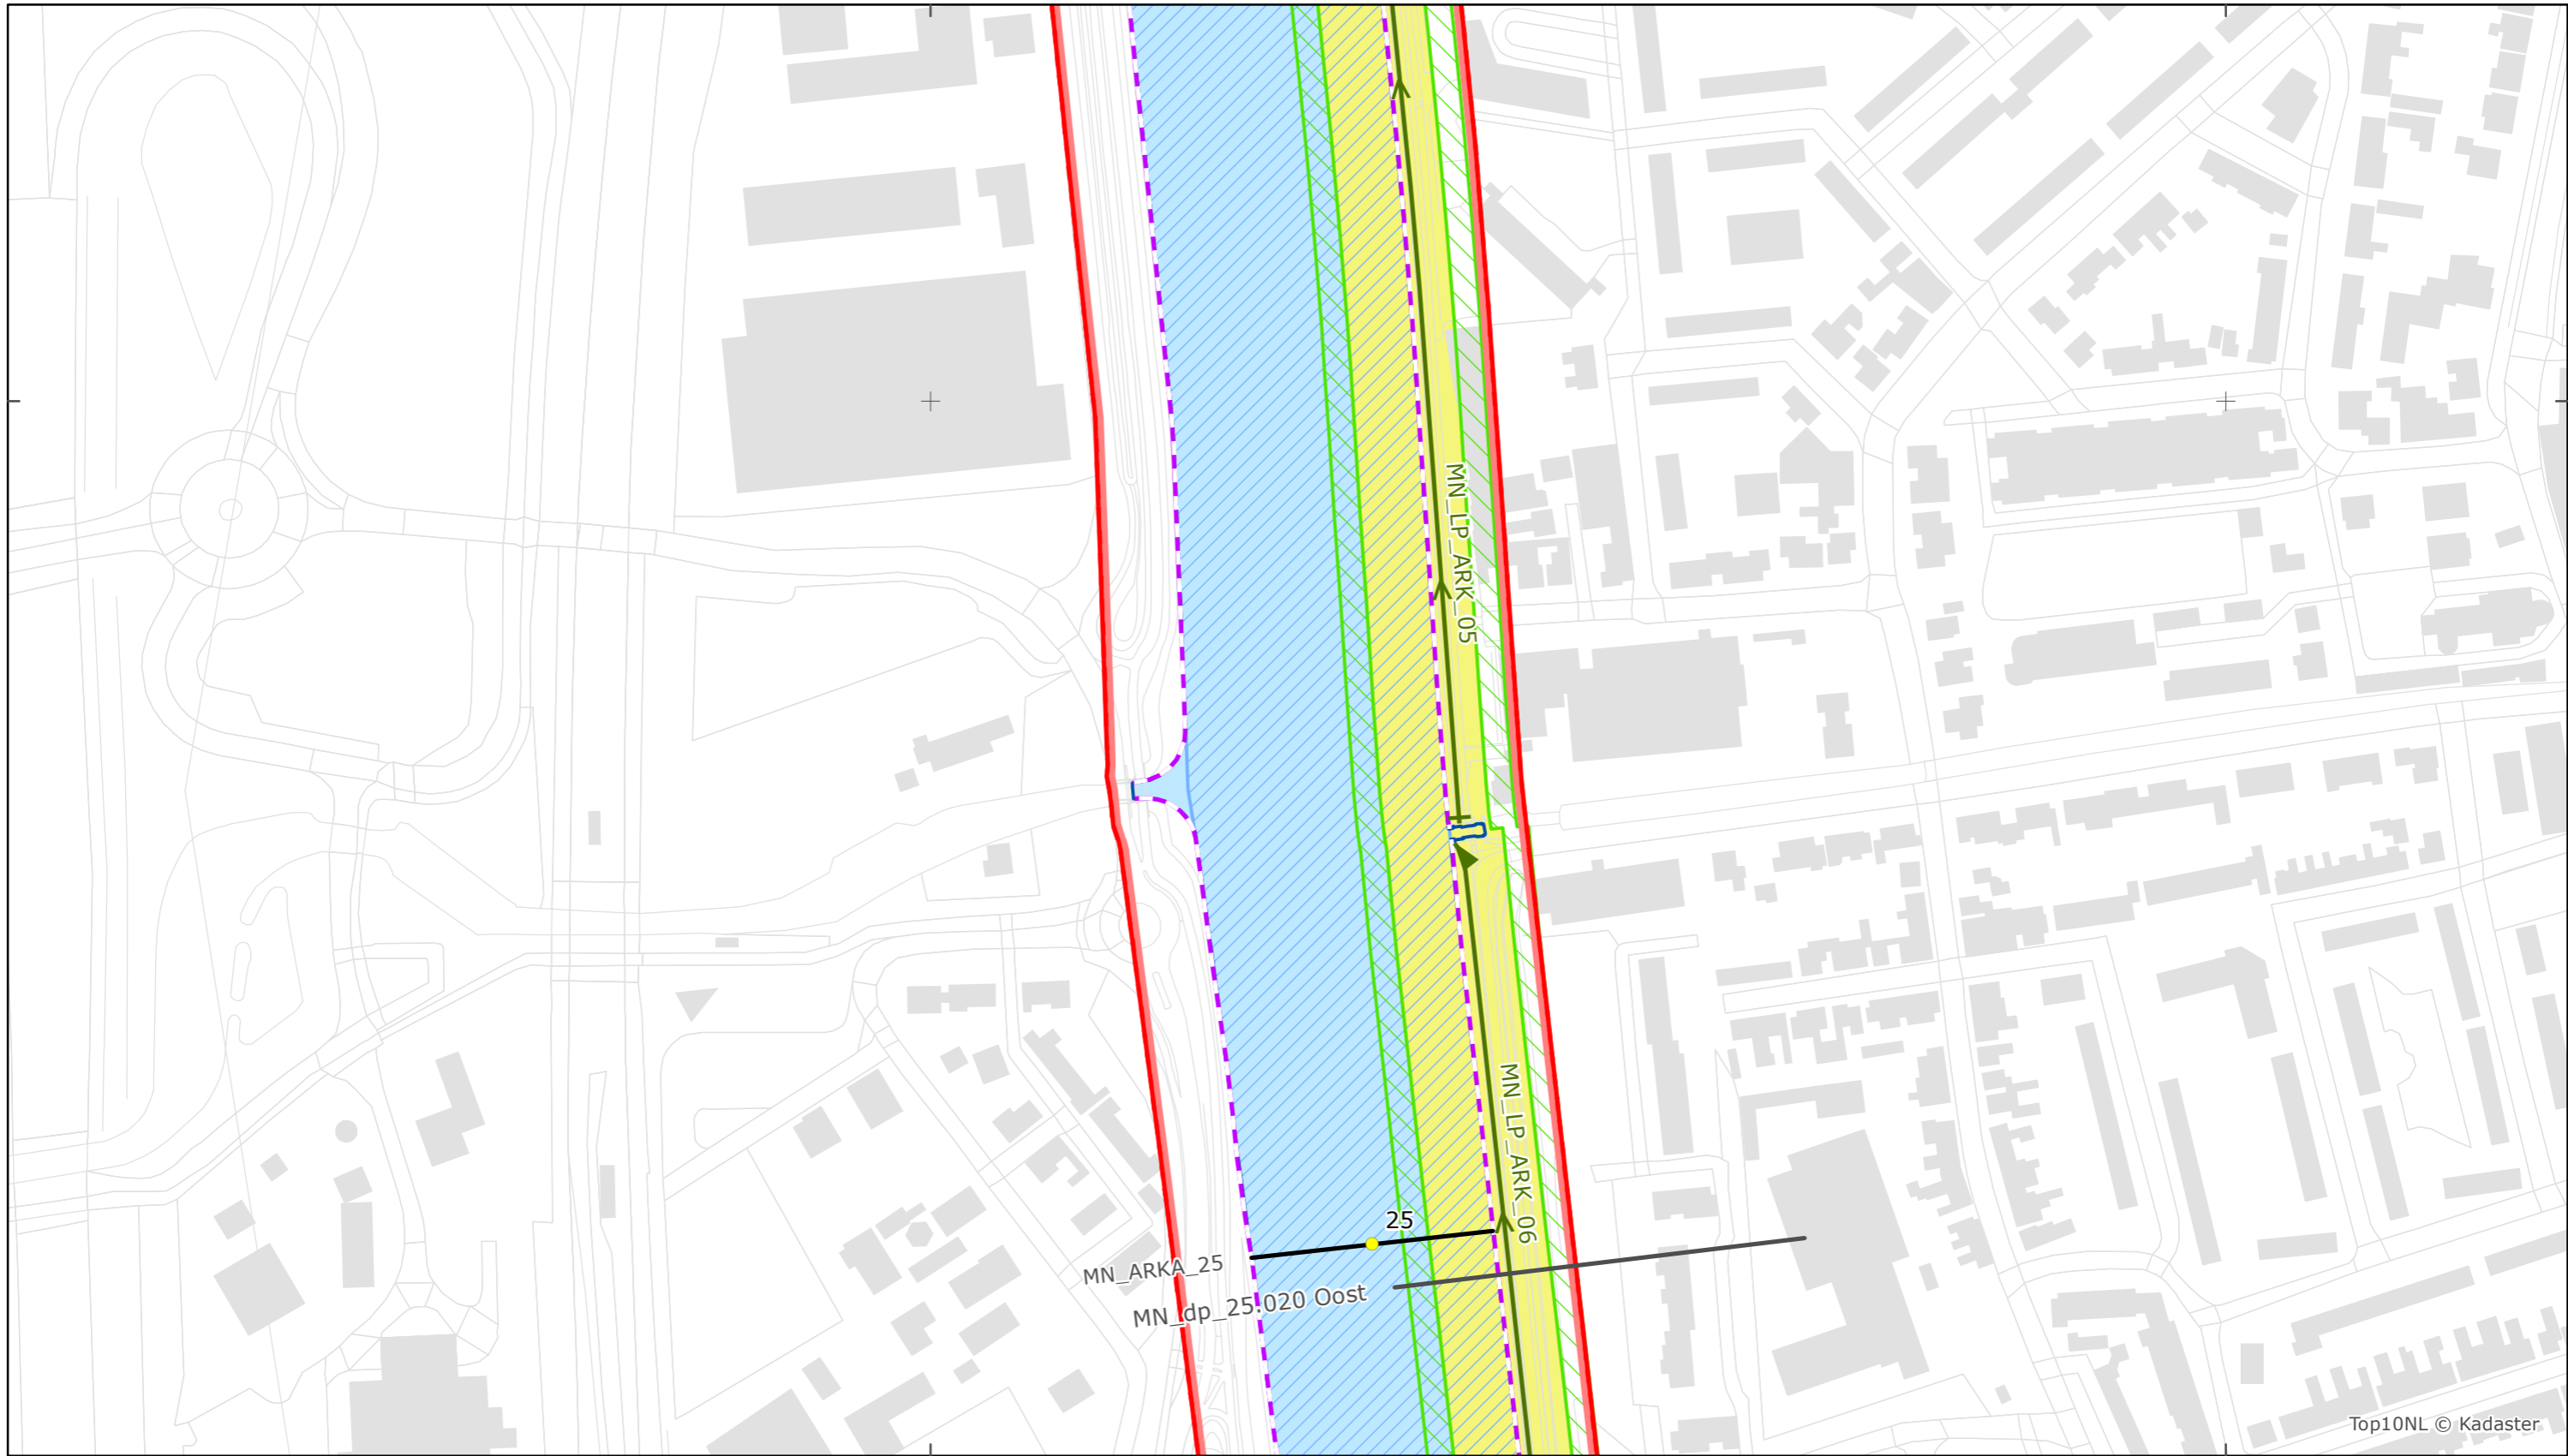 MN_LP_ARK_05
MN_LP_ARK_06
25
MN_ARKA_25
MN_dp_25.020 Oost
Top10NL © Kadaster